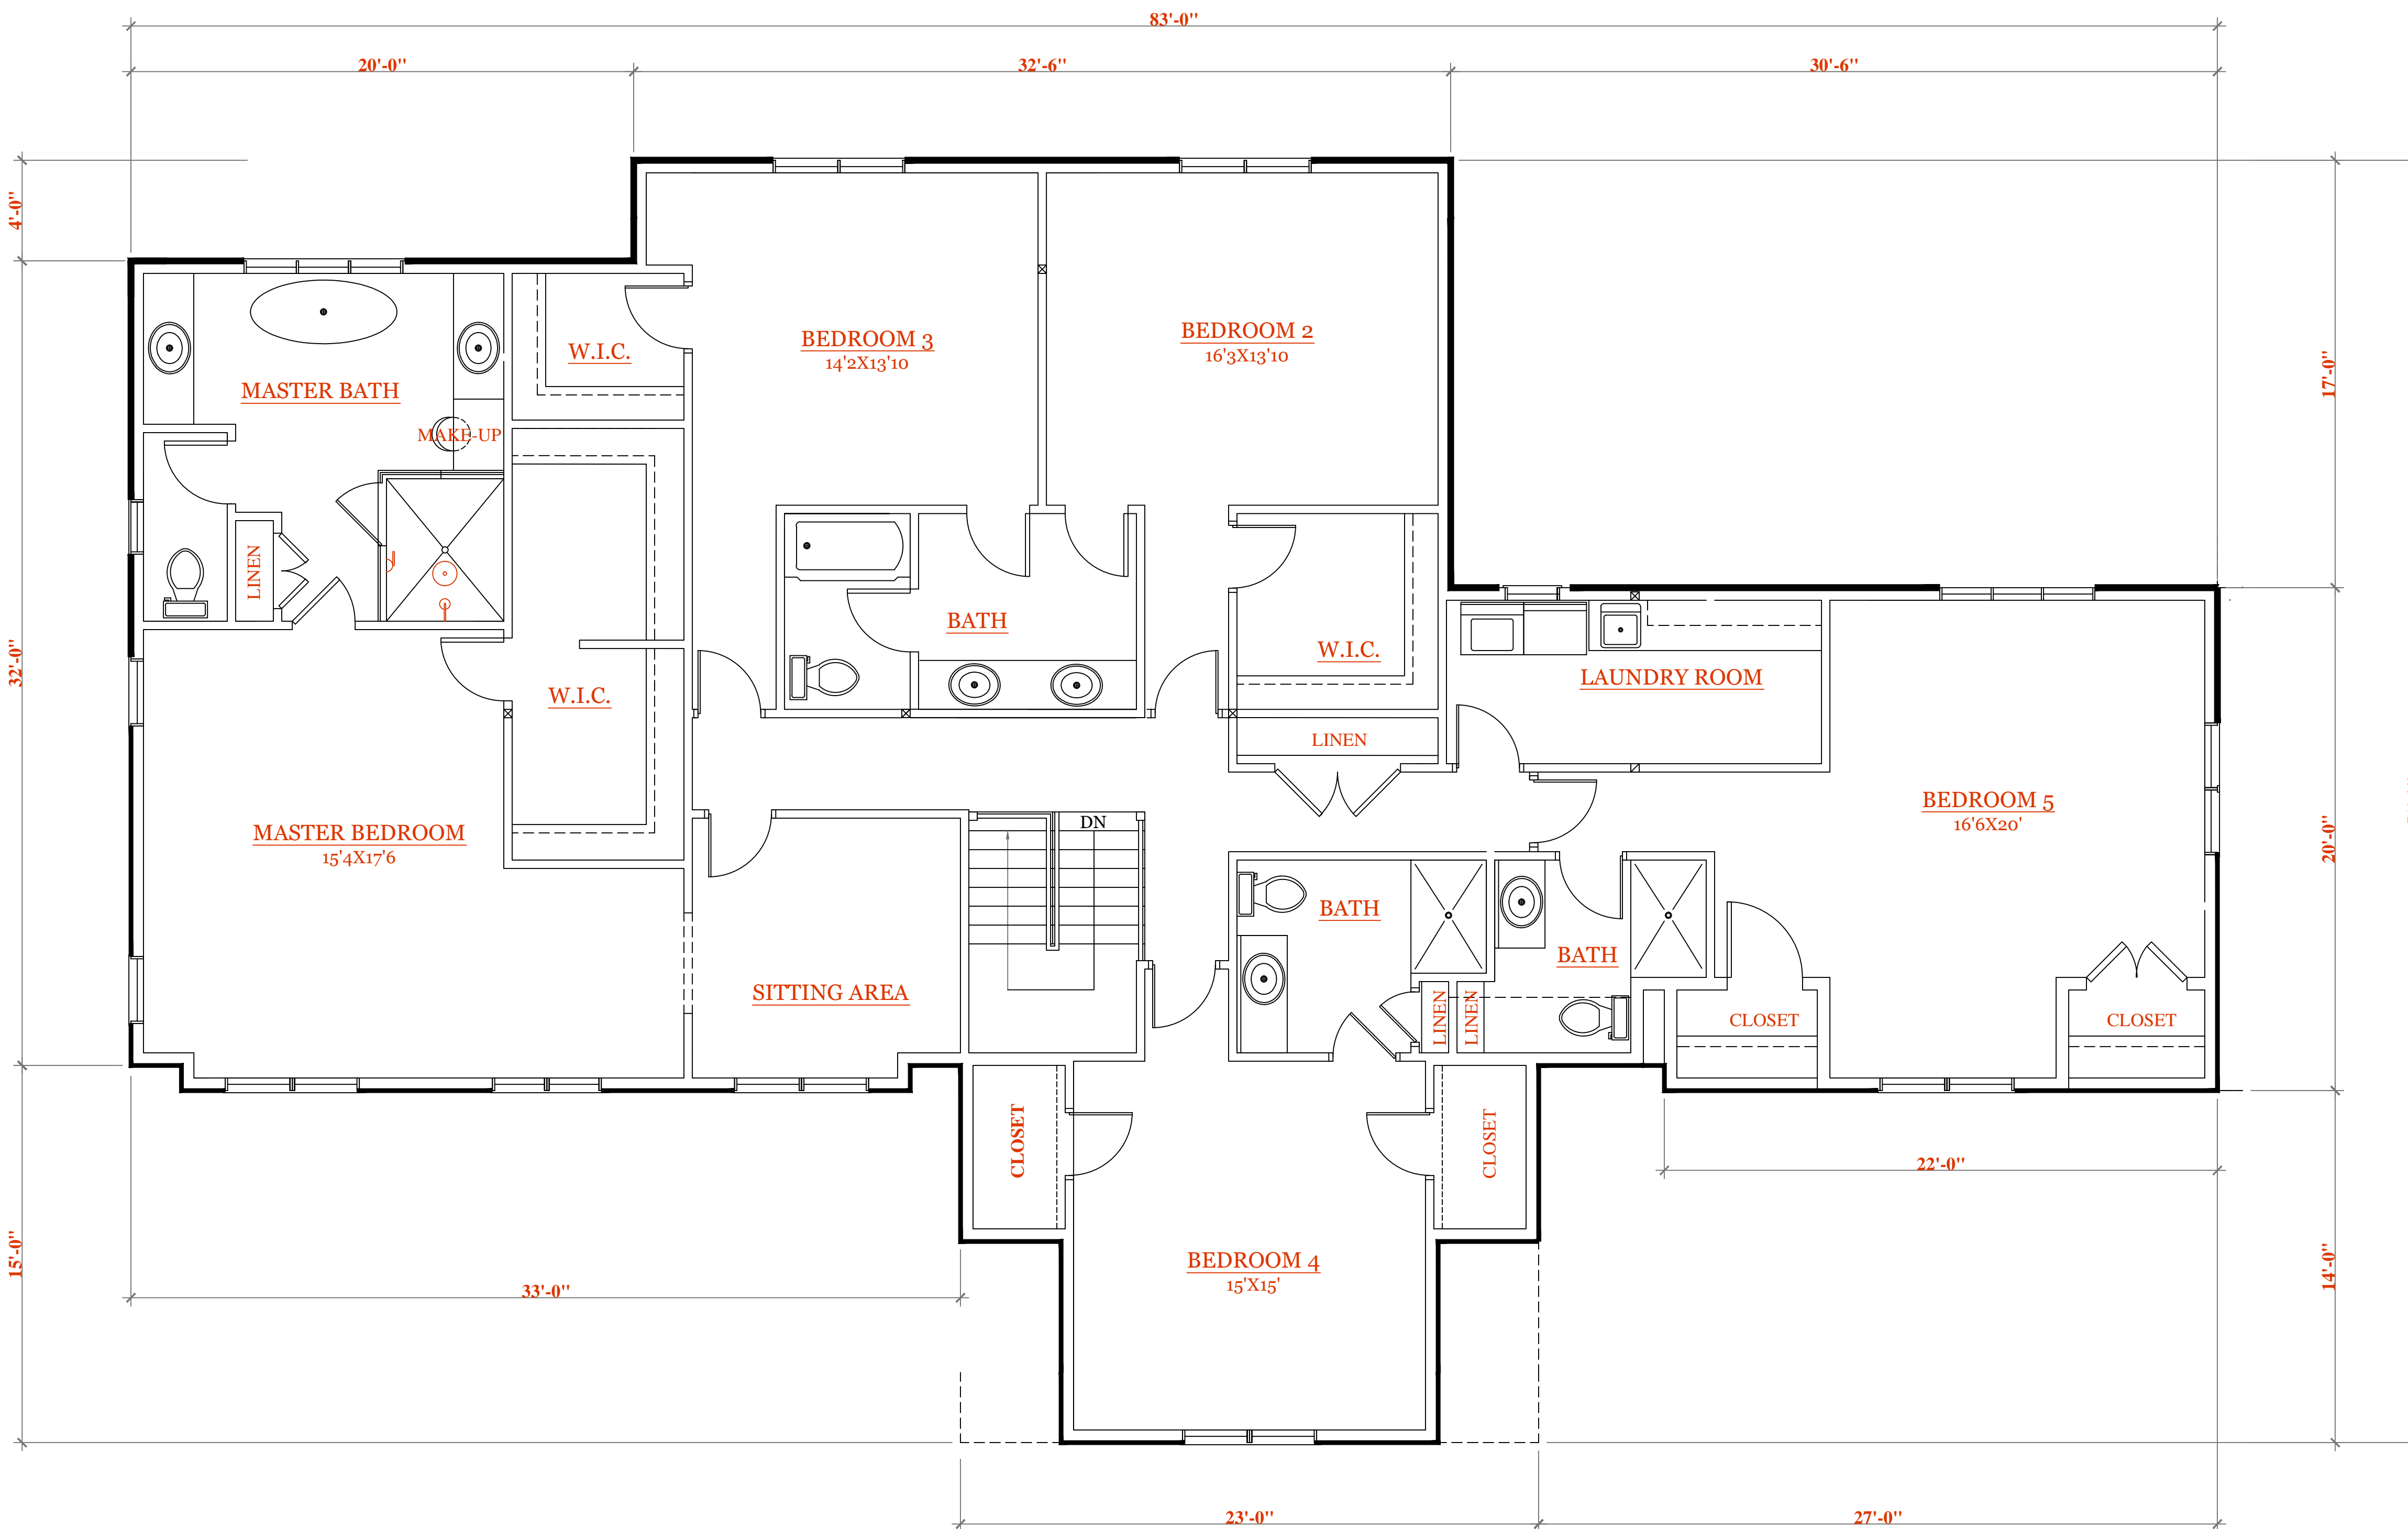 83'-0"
20'-0"
32'-6"
30'-6"
4'-0"
BEDROOM 3
14'2X13'10
BEDROOM 2
16'3X13'10
W.I.C.
MASTER BATH
MAKE-UP
17'-0"
LINEN
BATH
W.I.C.
LAUNDRY ROOM
32'-0"
W.I.C.
LINEN
MASTER BEDROOM
15'4X17'6
DN
BEDROOM 5
16'6X20'
20'-0"
BATH
BATH
SITTING AREA
LINEN
LINEN
CLOSET
CLOSET
CLOSET
CLOSET
22'-0"
15'-0"
BEDROOM 4
15'X15'
14'-0"
33'-0"
23'-0"
27'-0"